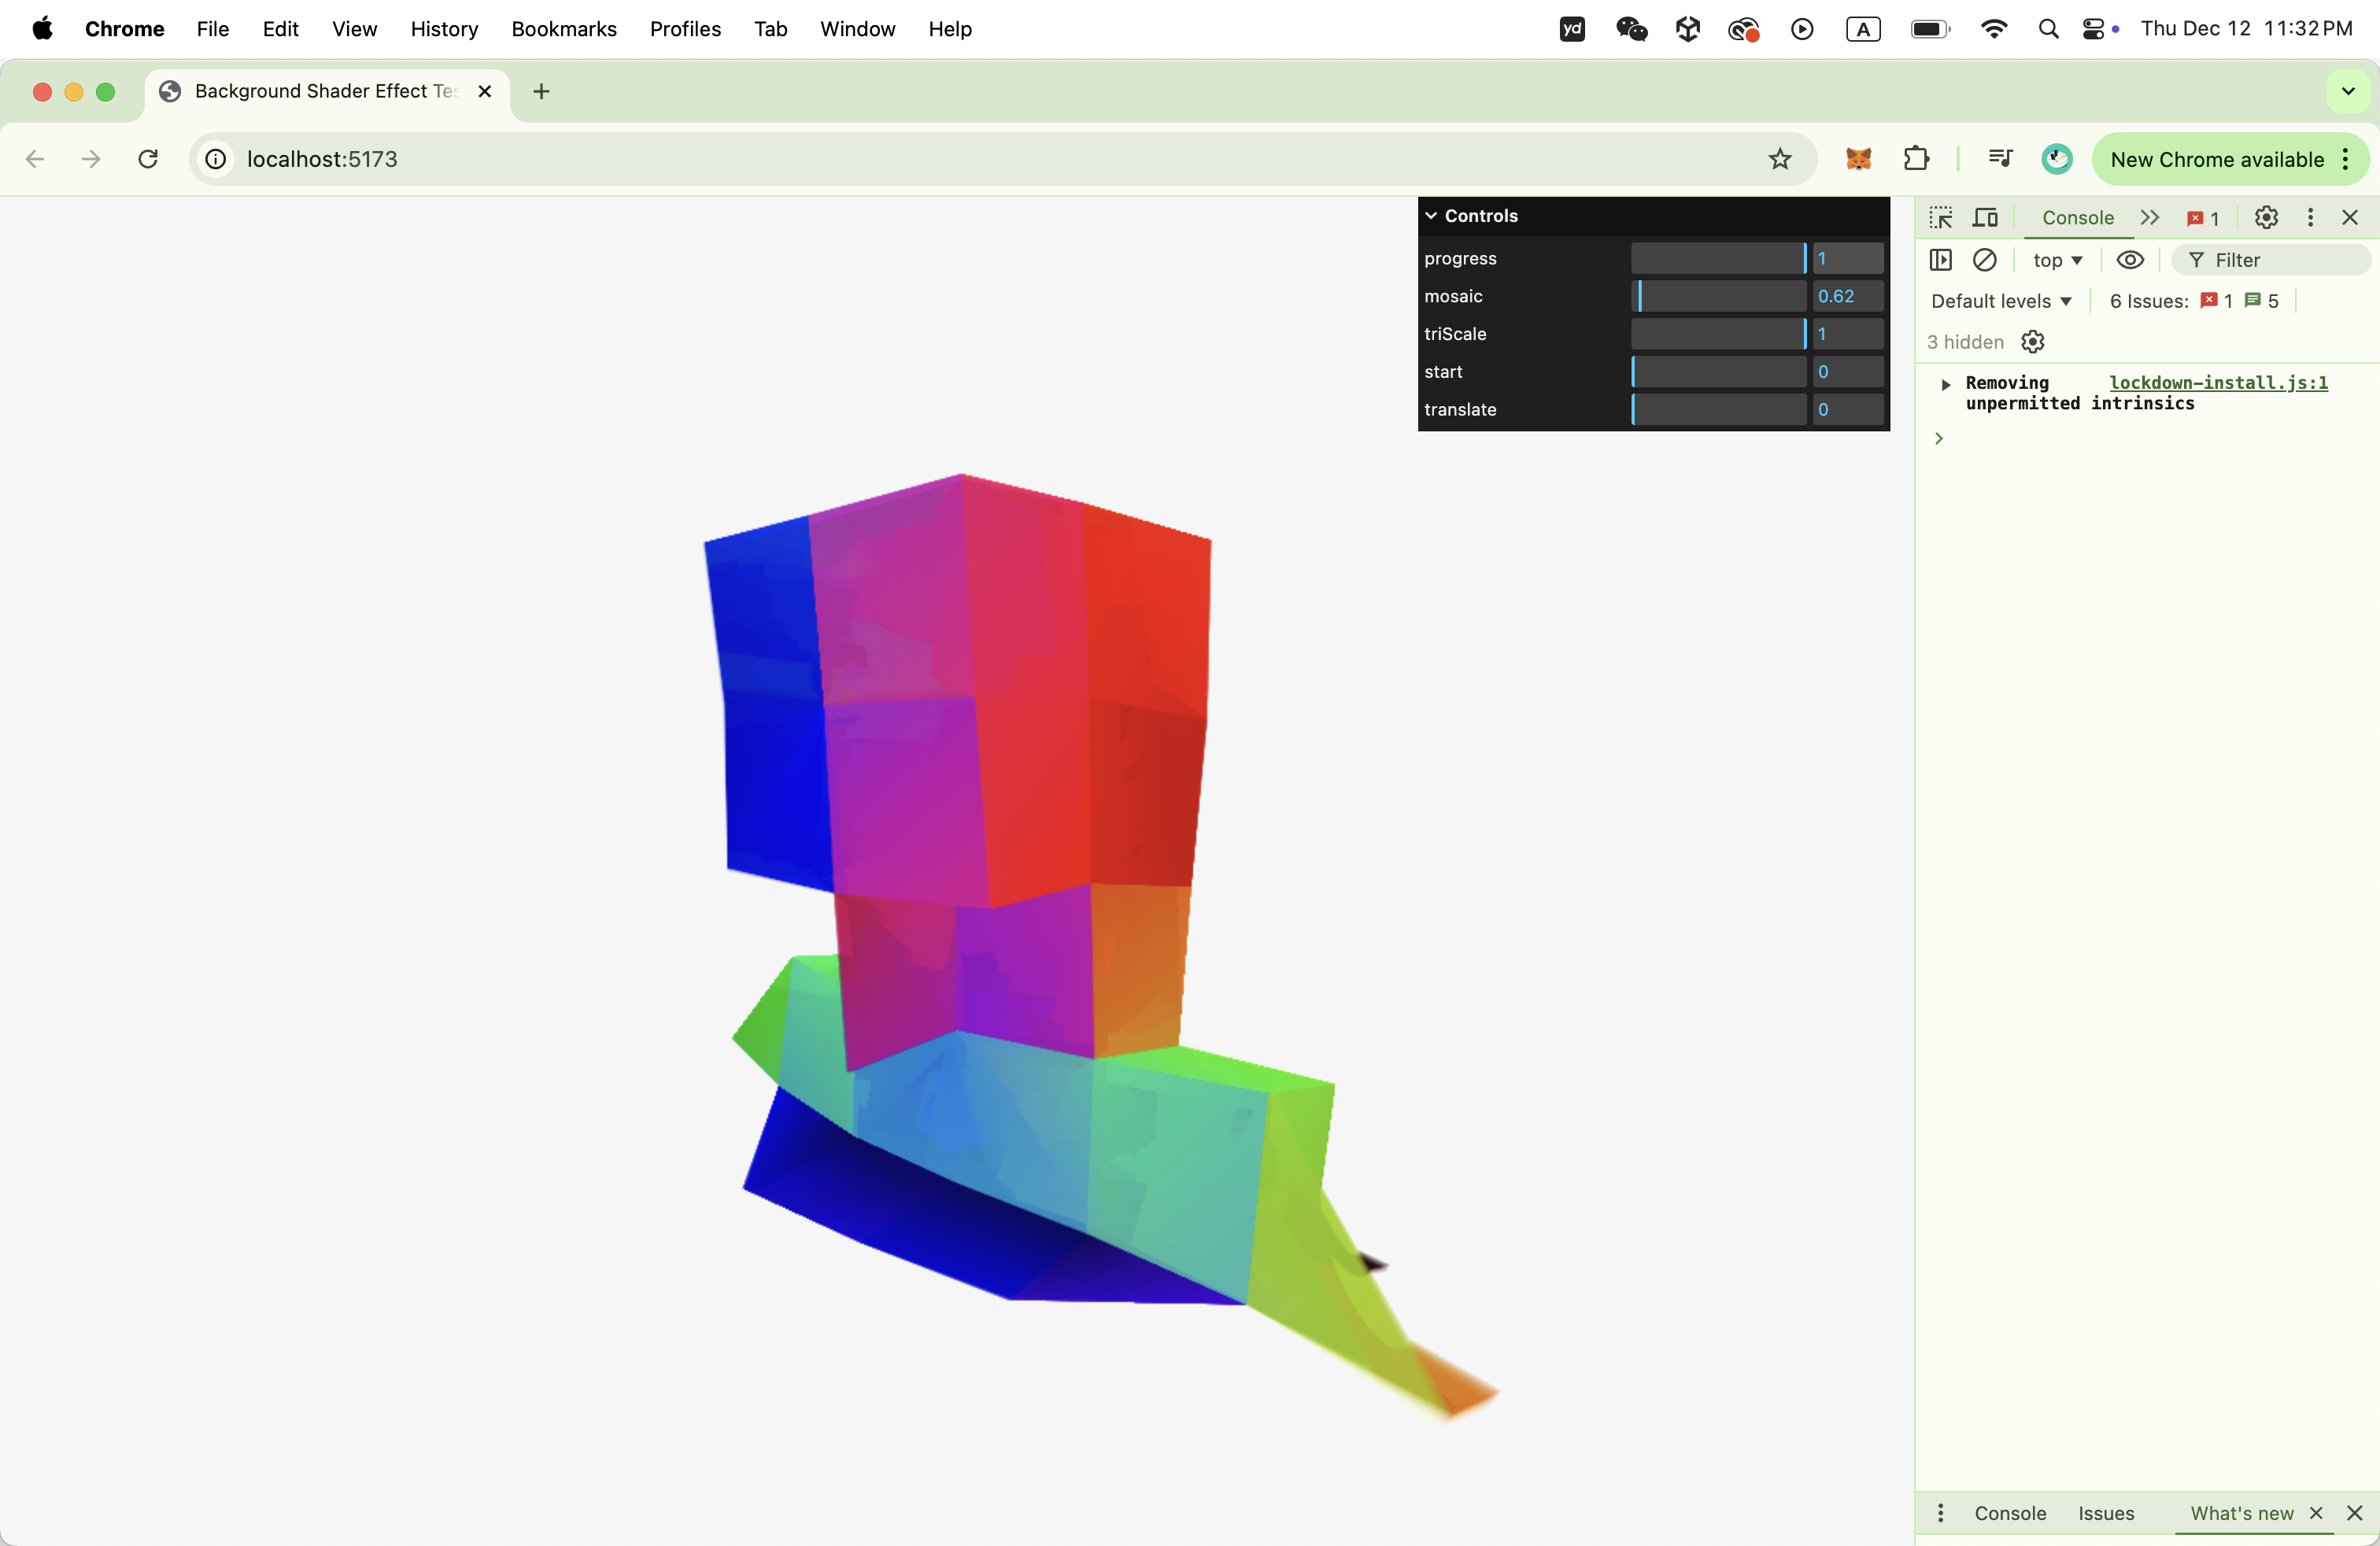 Chrome File Edit View History Bookmarks Profiles Tab Window Help yd A Thu Dec 12 11:32 PM
Background Shader Effect Tes
localhost:5173 New Chrome available
Controls
progress 1
mosaic 0.62
triScale 1
start 0
translate 0
Console 1
top Filter
Default levels 6 Issues: 1 5
3 hidden
Removing lockdown-install.js:1
unpermitted intrinsics
Console Issues What's new